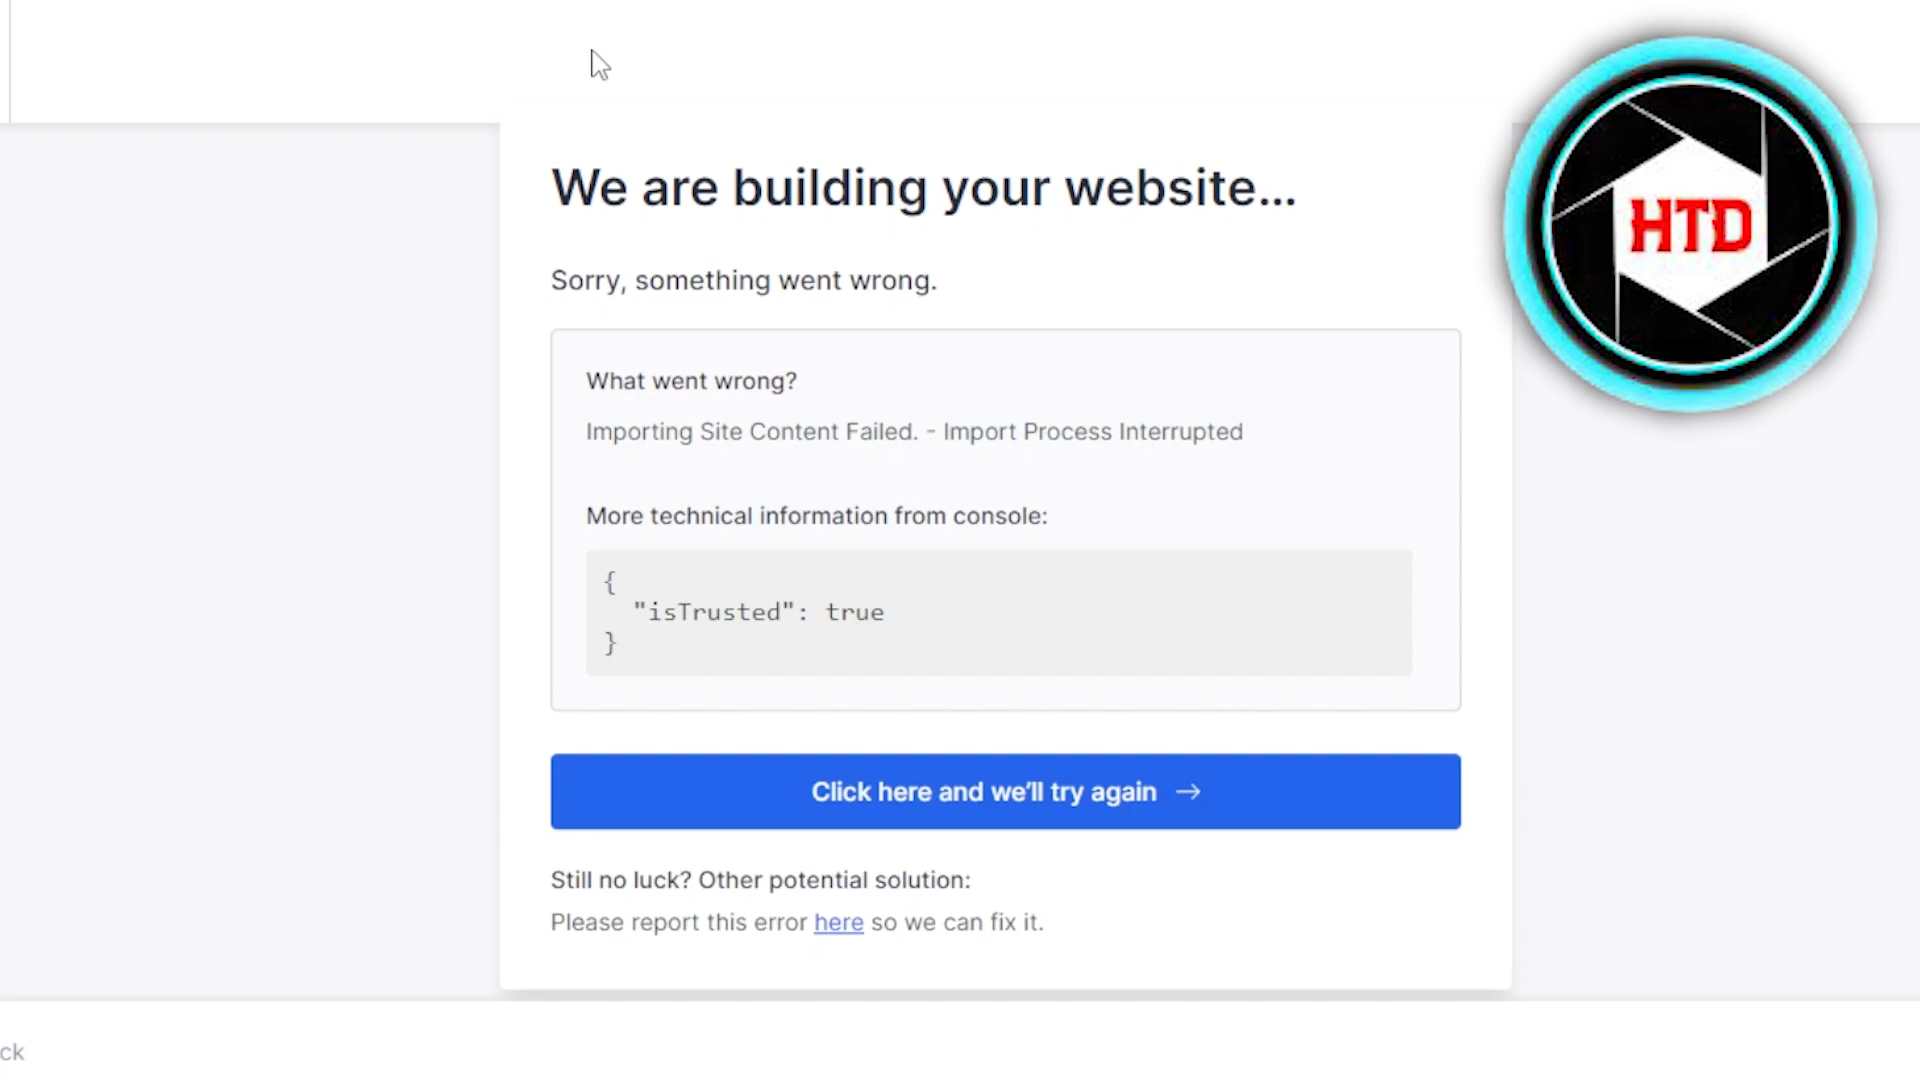 HTD
We are building your website...
Sorry, something went wrong.
What went wrong?
Importing Site Content Failed. - Import Process Interrupted
More technical information from console:
{
"isTrusted": true
}
Click here and we'll try again →
Still no luck? Other potential solution:
Please report this error here so we can fix it.
ck